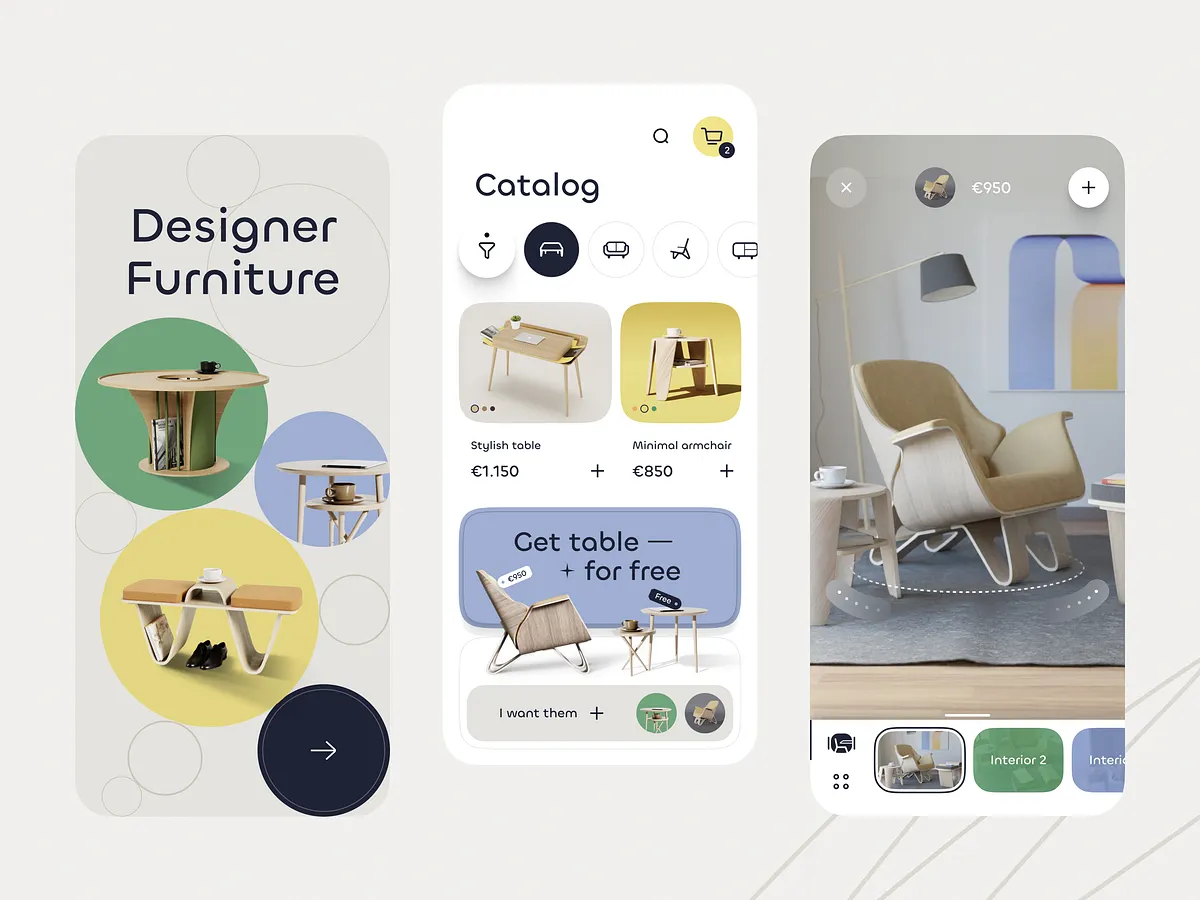 Designer
Furniture
2
Catalog
Stylish table
€1.150
Minimal armchair
€850
Get table —
for free
€950
Free
I want them
€950
Interior 2